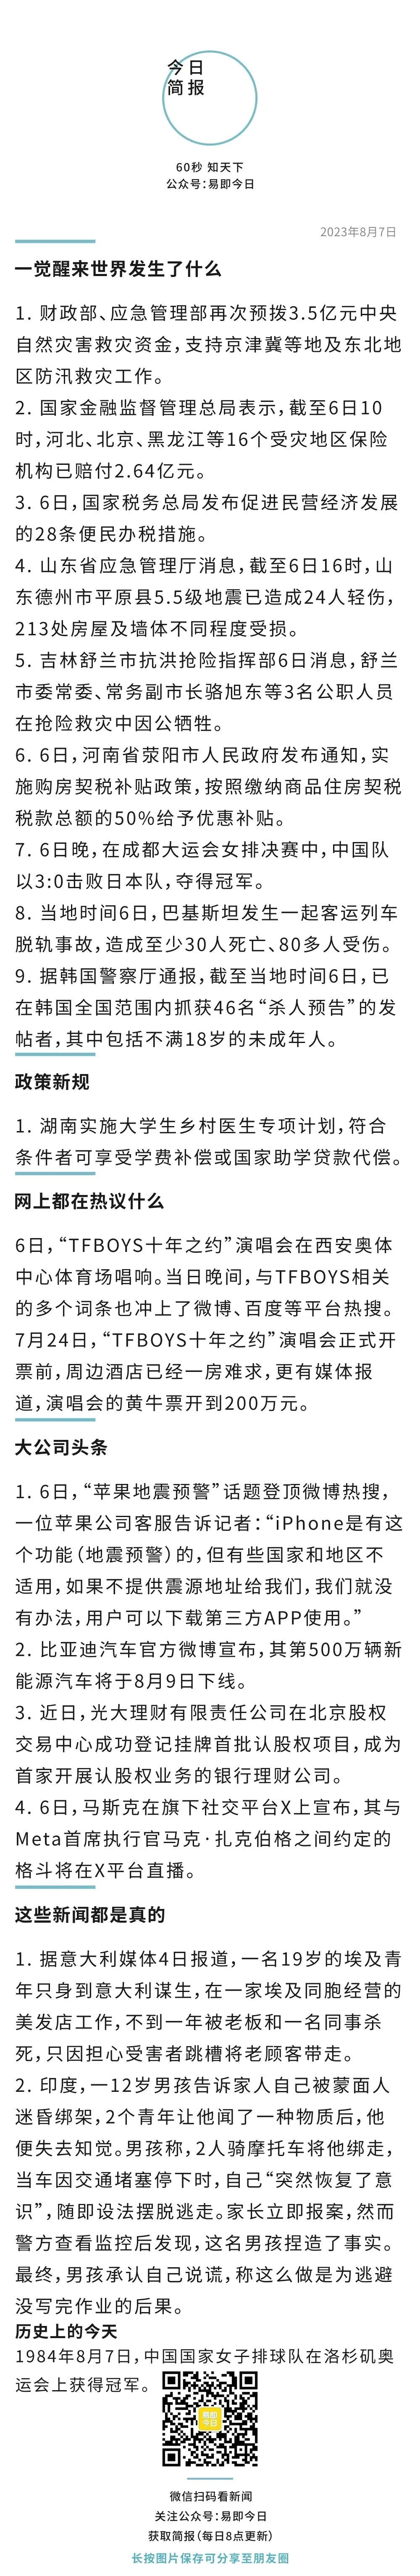 今日
简报
60秒 知天下
公众号：易即今日
2023年8月7日
一觉醒来世界发生了什么
1. 财政部、应急管理部再次预拨3.5亿元中央
自然灾害救灾资金，支持京津冀等地及东北地
区防汛救灾工作。
2. 国家金融监督管理总局表示，截至6日10
时，河北、北京、黑龙江等16个受灾地区保险
机构已赔付2.64亿元。
3. 6日，国家税务总局发布促进民营经济发展
的28条便民办税措施。
4. 山东省应急管理厅消息，截至6日16时，山
东德州市平原县5.5级地震已造成24人轻伤，
213处房屋及墙体不同程度受损。
5. 吉林舒兰市抗洪抢险指挥部6日消息，舒兰
市委常委、常务副市长骆旭东等3名公职人员
在抢险救灾中因公牺牲。
6. 6日，河南省荥阳市人民政府发布通知，实
施购房契税补贴政策，按照缴纳商品住房契税
税款总额的50%给予优惠补贴。
7. 6日晚，在成都大运会女排决赛中，中国队
以3:0击败日本队，夺得冠军。
8. 当地时间6日，巴基斯坦发生一起客运列车
脱轨事故，造成至少30人死亡、80多人受伤。
9. 据韩国警察厅通报，截至当地时间6日，已
在韩国全国范围内抓获46名“杀人预告”的发
帖者，其中包括不满18岁的未成年人。
政策新规
1. 湖南实施大学生乡村医生专项计划，符合
条件者可享受学费补偿或国家助学贷款代偿。
网上都在热议什么
6日，“TFBOYS十年之约”演唱会在西安奥体
中心体育场唱响。当日晚间，与TFBOYS相关
的多个词条也冲上了微博、百度等平台热搜。
7月24日，“TFBOYS十年之约”演唱会正式开
票前，周边酒店已经一房难求，更有媒体报
道，演唱会的黄牛票开到200万元。
大公司头条
1. 6日，“苹果地震预警”话题登顶微博热搜，
一位苹果公司客服告诉记者：“iPhone是有这
个功能（地震预警）的，但有些国家和地区不
适用，如果不提供震源地址给我们，我们就没
有办法，用户可以下载第三方APP使用。”
2. 比亚迪汽车官方微博宣布，其第500万辆新
能源汽车将于8月9日下线。
3. 近日，光大理财有限责任公司在北京股权
交易中心成功登记挂牌首批认股权项目，成为
首家开展认股权业务的银行理财公司。
4. 6日，马斯克在旗下社交平台X上宣布，其与
Meta首席执行官马克·扎克伯格之间约定的
格斗将在X平台直播。
这些新闻都是真的
1. 据意大利媒体4日报道，一名19岁的埃及青
年只身到意大利谋生，在一家埃及同胞经营的
美发店工作，不到一年被老板和一名同事杀
死，只因担心受害者跳槽将老顾客带走。
2. 印度，一12岁男孩告诉家人自己被蒙面人
迷昏绑架，2个青年让他闻了一种物质后，他
便失去知觉。男孩称，2人骑摩托车将他绑走，
当车因交通堵塞停下时，自己“突然恢复了意
识”，随即设法摆脱逃走。家长立即报案，然而
警方查看监控后发现，这名男孩捏造了事实。
最终，男孩承认自己说谎，称这么做是为逃避
没写完作业的后果。
历史上的今天
1984年8月7日，中国国家女子排球队在洛杉矶奥
运会上获得冠军。
易即
今日
微信扫码看新闻
关注公众号：易即今日
获取简报（每日8点更新）
长按图片保存可分享至朋友圈